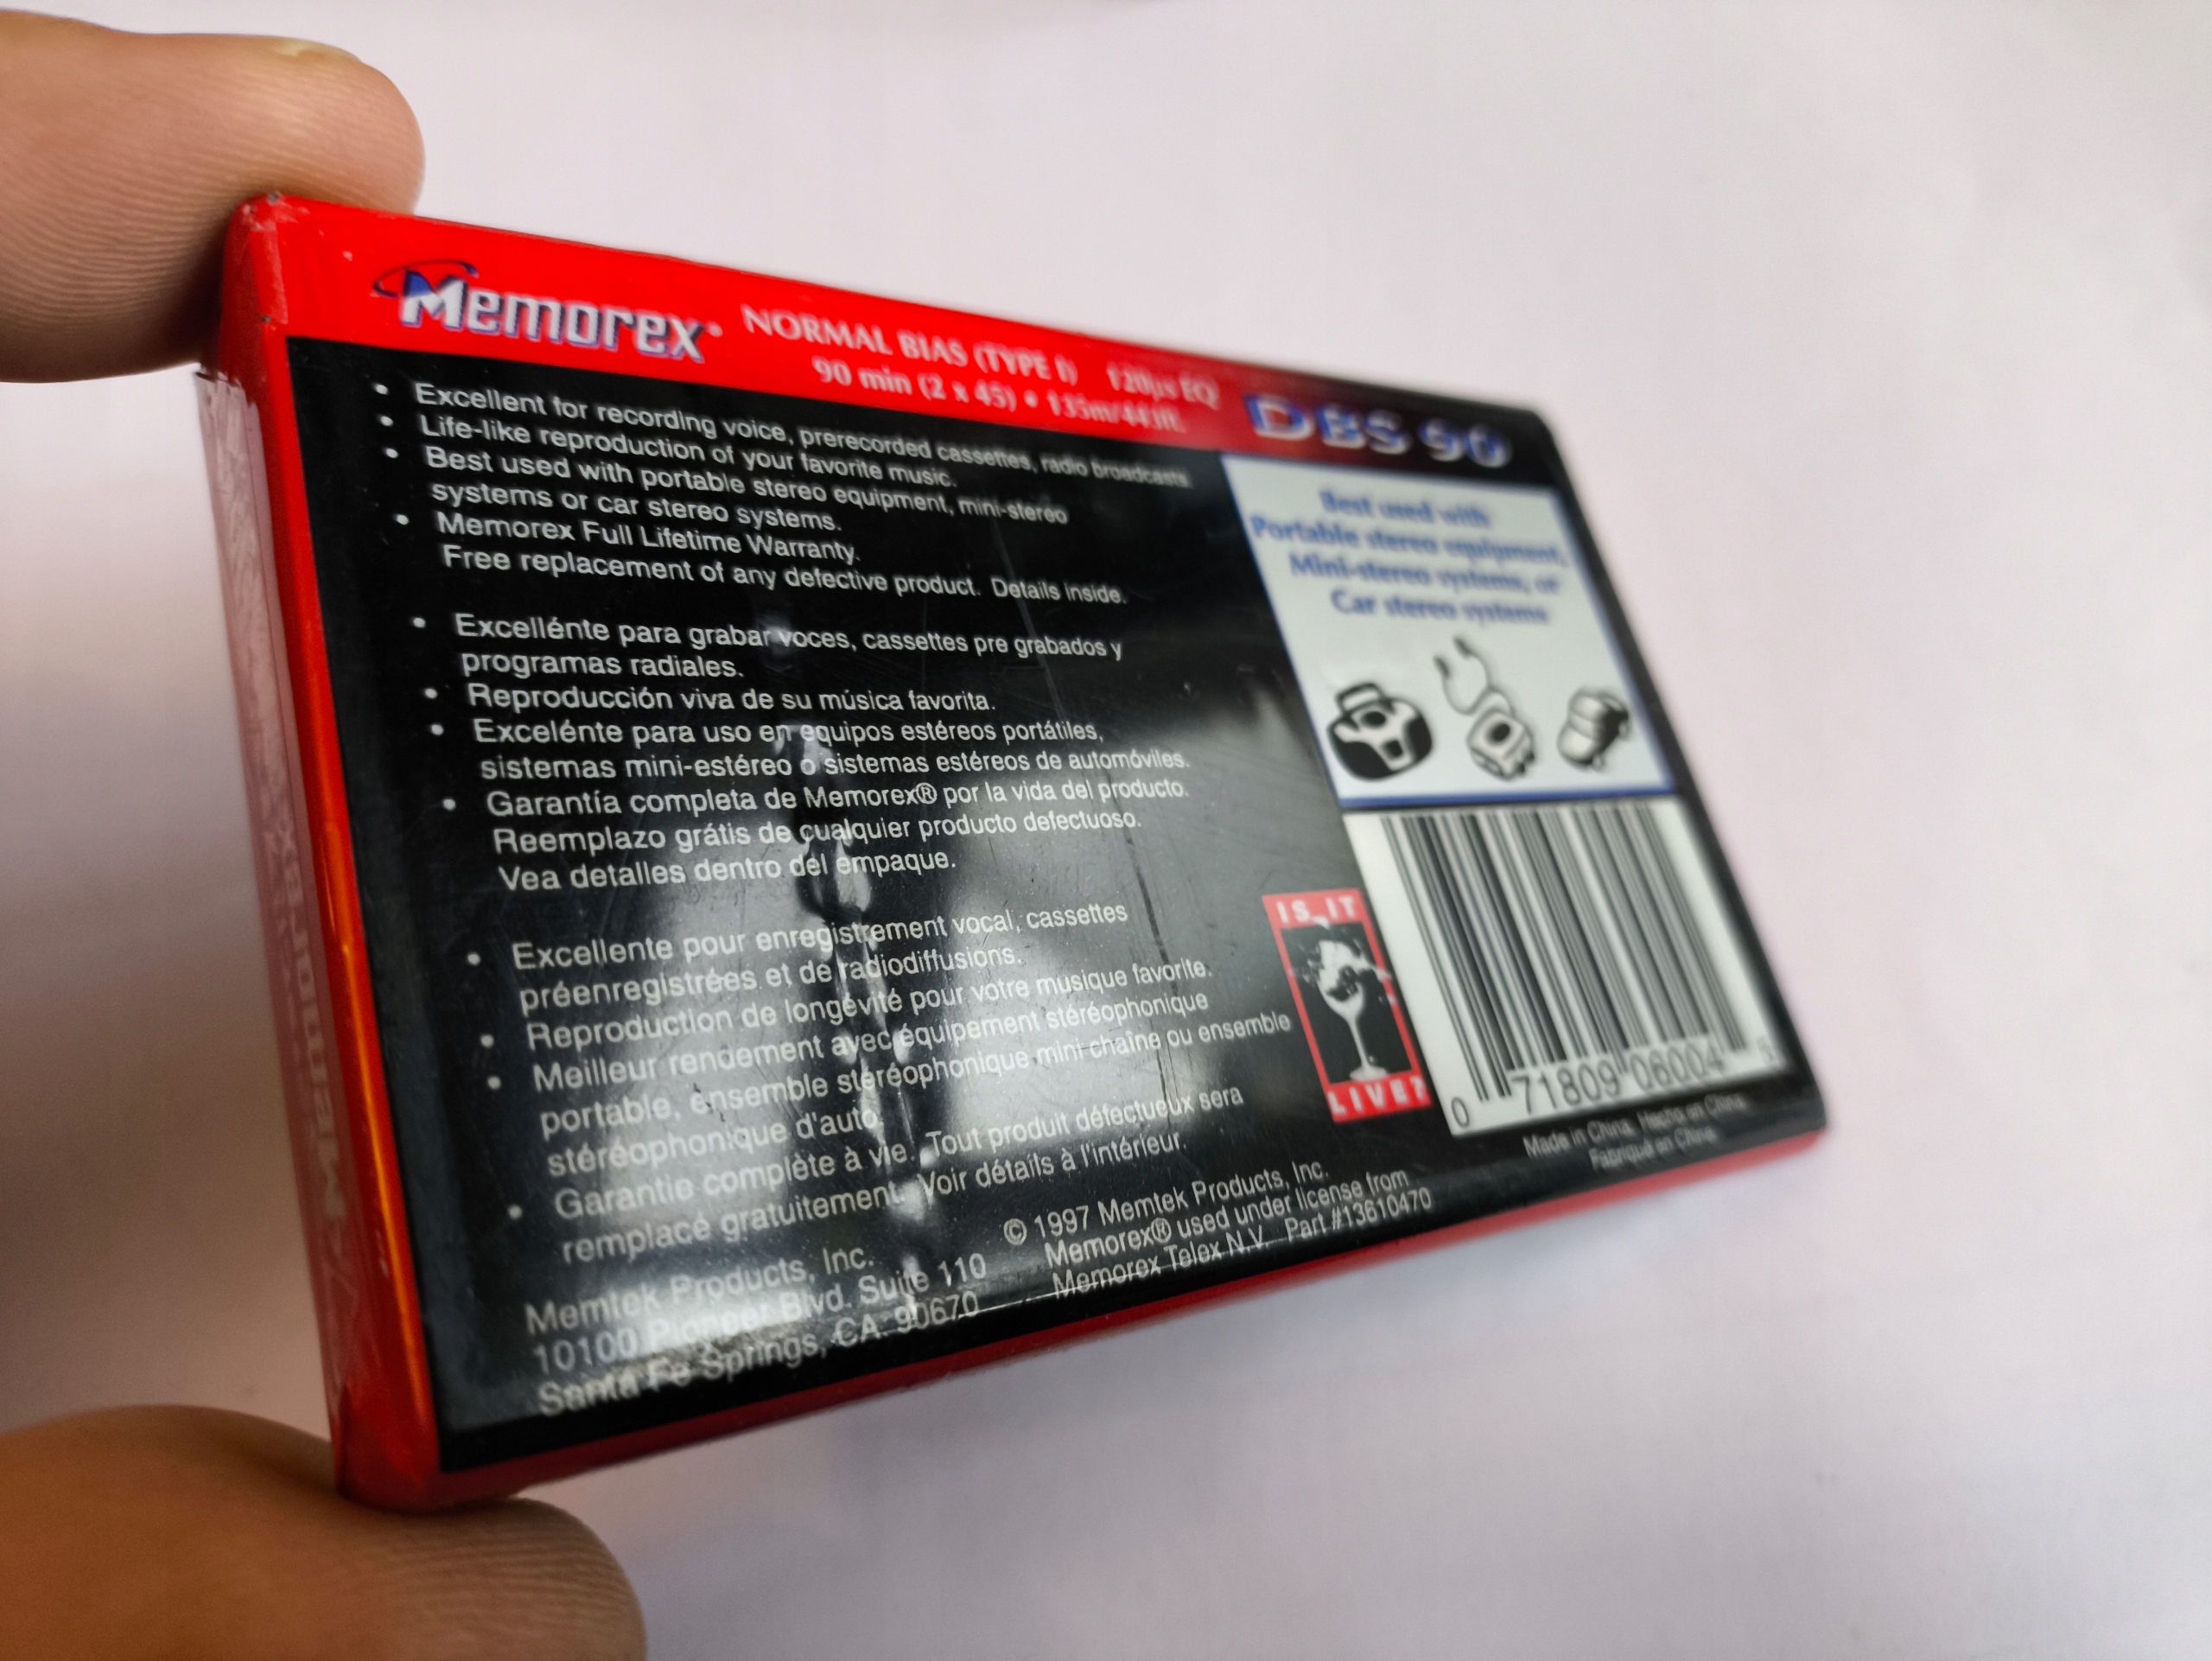 Memorex
NORMAL BIAS (TYPE I) 120µs EQ
90 min (2 x 45) • 135m/443ft.
DBS 90
• Excellent for recording voice, prerecorded cassettes, radio broadcasts.
• Life-like reproduction of your favorite music.
• Best used with portable stereo equipment, mini-stereo
systems or car stereo systems.
• Memorex Full Lifetime Warranty.
Free replacement of any defective product. Details inside.
• Excellénte para grabar voces, cassettes pre grabados y
programas radiales.
• Reproducción viva de su música favorita.
• Excelénte para uso en equipos estéreos portátiles,
sistemas mini-estéreo o sistemas estéreos de automóviles.
• Garantía completa de Memorex® por la vida del producto.
Reemplazo grátis de cualquier producto defectuoso.
Vea detalles dentro del empaque.
• Excellente pour enregistrement vocal, cassettes
préenregistrées et de radiodiffusions.
• Reproduction de longévité pour votre musique favorite.
• Meilleur rendement avec équipement stéréophonique
portable, ensemble stéréophonique mini-chaîne ou ensemble
stéréophonique d'auto.
• Garantie complète à vie. Tout produit défectueux sera
remplacé gratuitement. Voir détails à l'intérieur.
Memtek Products, Inc.
10100 Pioneer Blvd. Suite 110
Santa Fe Springs, CA. 90670
© 1997 Memtek Products, Inc.
Memorex® used under license from
Memorex Telex N.V. Part #13610470
Best used with
Portable stereo equipment,
Mini-stereo systems, or
Car stereo systems
IS IT
LIVE?
0 71809 06004
Made in China. Hecho en China.
Fabriqué en China.
Memorex